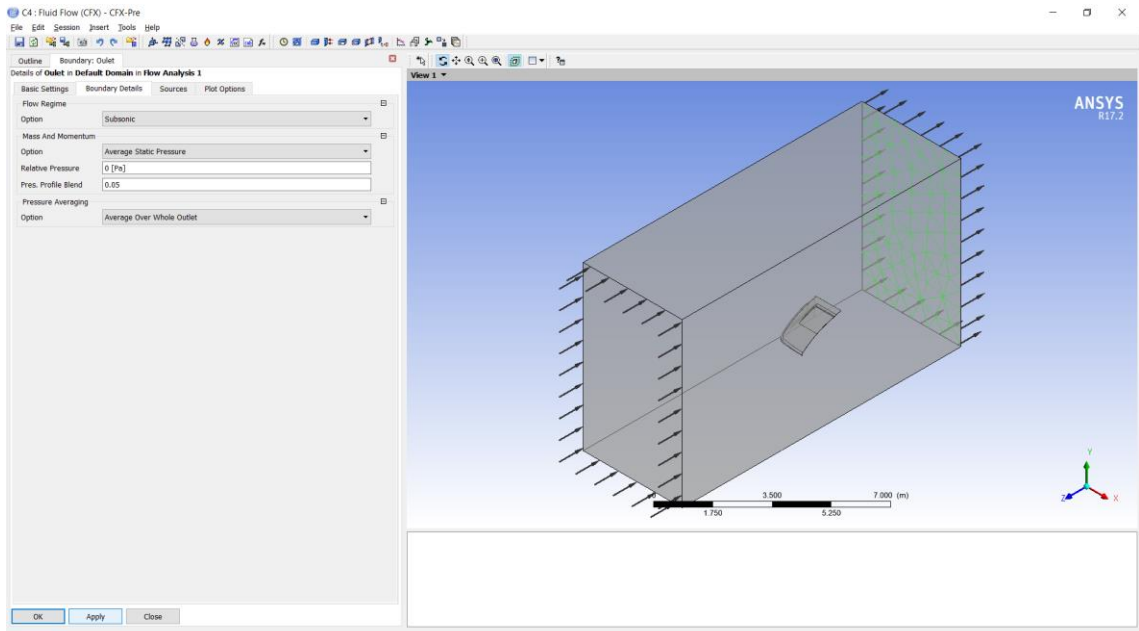 C4 : Fluid Flow (CFX) - CFX-Pre
File Edit Session Insert Tools Help
Outline Boundary: Oulet
Details of Oulet in Default Domain in Flow Analysis 1
Basic Settings Boundary Details Sources Plot Options
Flow Regime
Option Subsonic
Mass And Momentum
Option Average Static Pressure
Relative Pressure 0 [Pa]
Pres. Profile Blend 0.05
Pressure Averaging
Option Average Over Whole Outlet
OK Apply Close
View 1
ANSYS
R17.2
Y
Z X
0 3.500 7.000 (m)
1.750 5.250